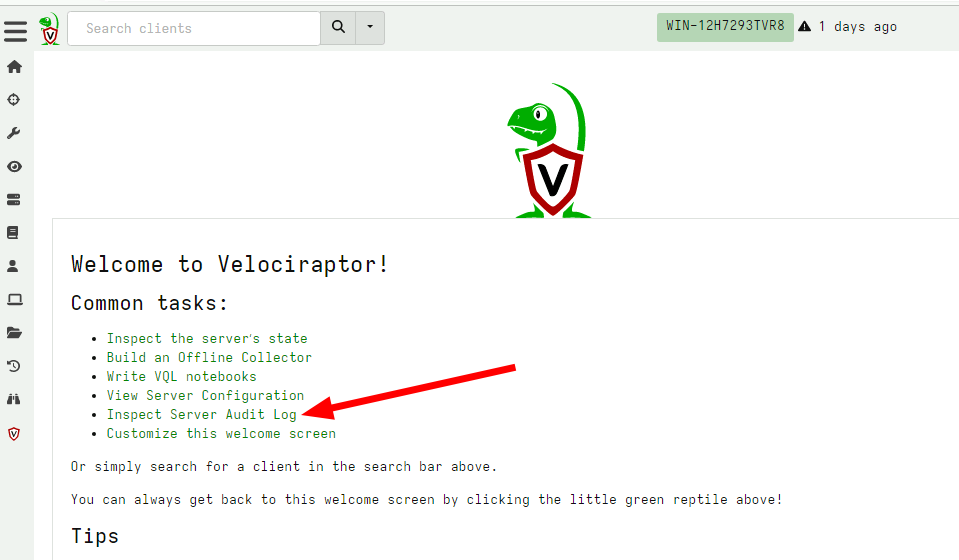 Search clients
WIN-12H7293TVR8 1 days ago
V
Welcome to Velociraptor!
Common tasks:
Inspect the server's state
Build an Offline Collector
Write VQL notebooks
View Server Configuration
Inspect Server Audit Log
Customize this welcome screen
Or simply search for a client in the search bar above.
You can always get back to this welcome screen by clicking the little green reptile above!
Tips